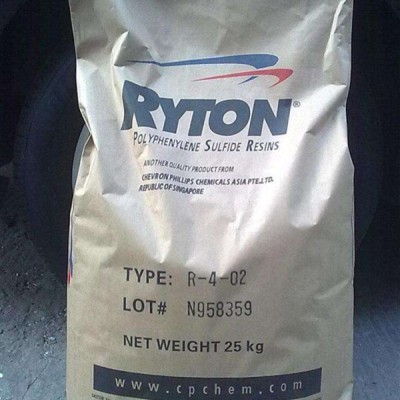 RYTON®
POLYPHENYLENE SULFIDE RESINS
ANOTHER QUALITY PRODUCT FROM
CHEVRON PHILLIPS CHEMICALS ASIA PTE.LTD.
REPUBLIC OF SINGAPORE
TYPE: R-4-02
LOT# N958359
NET WEIGHT 25 kg
www.cpchem.com